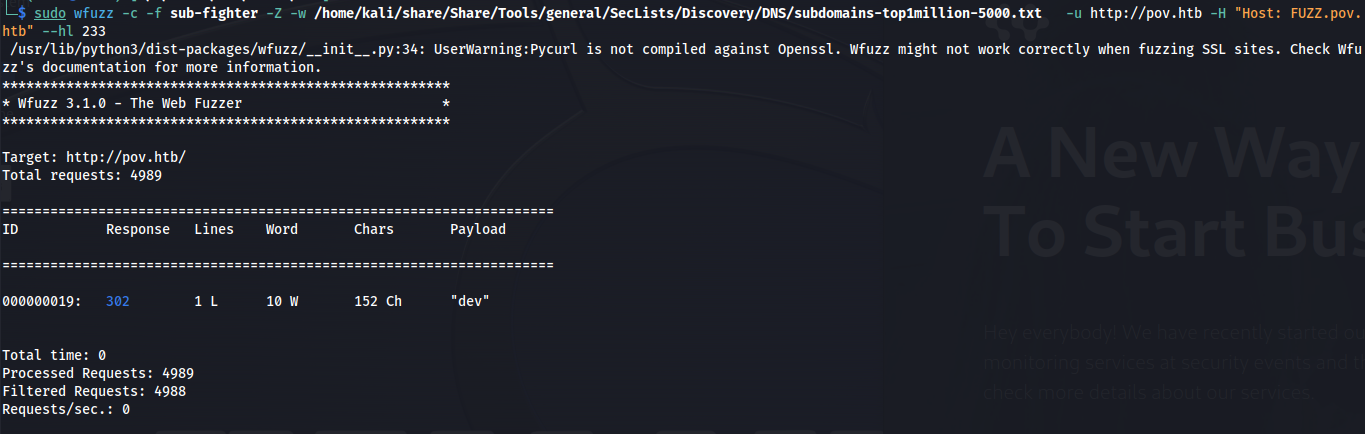 └─$ sudo wfuzz -c -f sub-fighter -Z -w /home/kali/share/Share/Tools/general/SecLists/Discovery/DNS/subdomains-top1million-5000.txt   -u http://pov.htb -H "Host: FUZZ.pov.
htb" --hl 233
 /usr/lib/python3/dist-packages/wfuzz/__init__.py:34: UserWarning:Pycurl is not compiled against Openssl. Wfuzz might not work correctly when fuzzing SSL sites. Check Wfu
zz's documentation for more information.
********************************************************
* Wfuzz 3.1.0 - The Web Fuzzer                         *
********************************************************
Target: http://pov.htb/
Total requests: 4989
=====================================================================
ID           Response   Lines    Word       Chars       Payload
=====================================================================
000000019:   302        1 L      10 W       152 Ch      "dev"
Total time: 0
Processed Requests: 4989
Filtered Requests: 4988
Requests/sec.: 0
A New Way
To Start Bus
Hey everybody! We have recently started
monitoring services at security events and
check more details about our services.